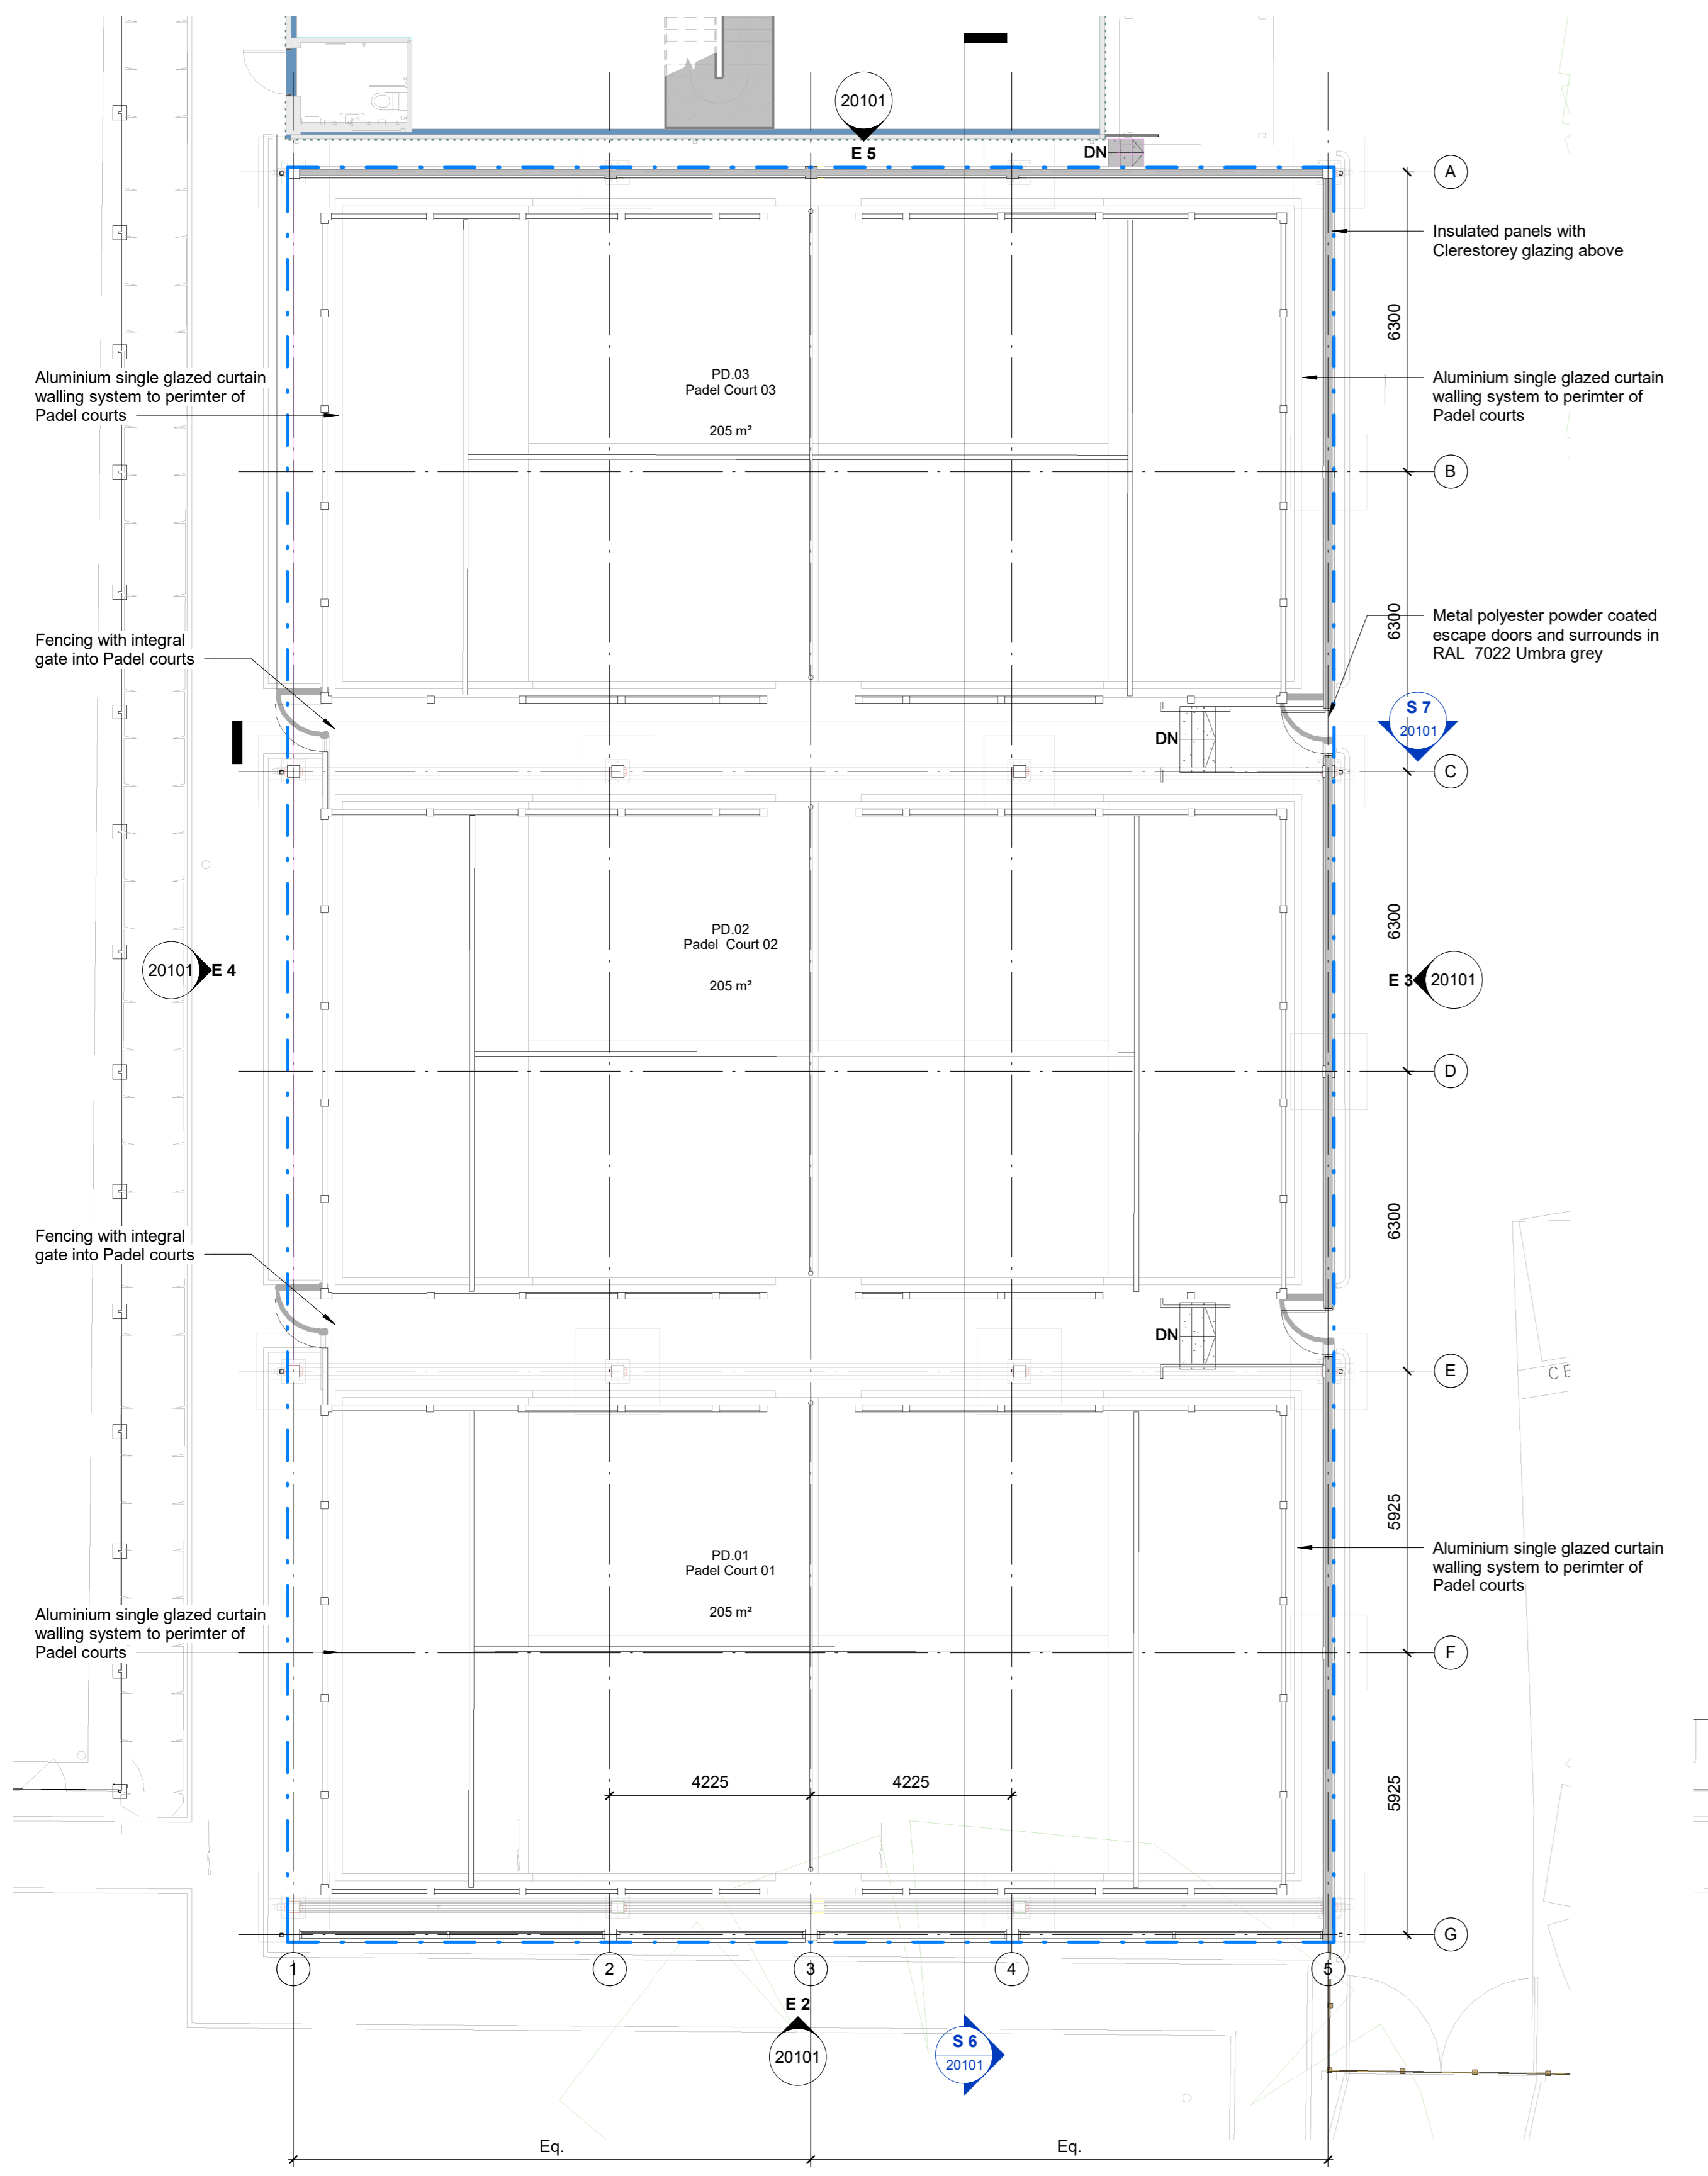 20101
E 5
DN
A
Insulated panels with
Clerestorey glazing above
6300
Aluminium single glazed curtain
walling system to perimter of
Padel courts
PD.03
Padel Court 03
205 m²
Aluminium single glazed curtain
walling system to perimter of
Padel courts
B
6300
Fencing with integral
gate into Padel courts
Metal polyester powder coated
escape doors and surrounds in
RAL 7022 Umbra grey
S 7
20101
DN
C
6300
PD.02
Padel Court 02
205 m²
20101
E 4
E 3
20101
D
6300
Fencing with integral
gate into Padel courts
DN
E
CE
5925
PD.01
Padel Court 01
205 m²
Aluminium single glazed curtain
walling system to perimter of
Padel courts
Aluminium single glazed curtain
walling system to perimter of
Padel courts
F
4225
4225
5925
G
1
2
3
4
5
E 2
20101
S 6
20101
Eq.
Eq.